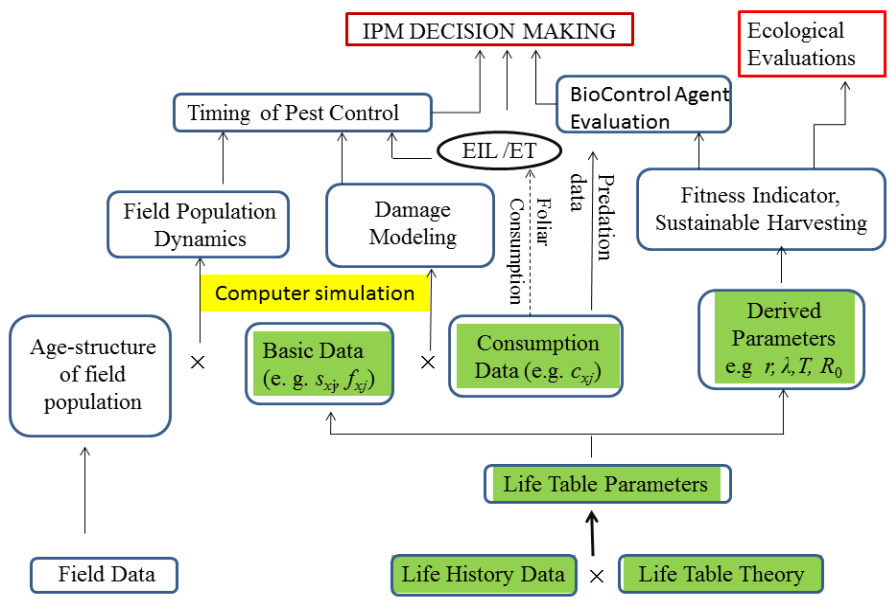 IPM DECISION MAKING
Ecological
Evaluations
Timing of Pest Control
BioControl Agent
Evaluation
EIL /ET
Field Population
Dynamics
Damage
Modeling
Foliar
Consumption
Predation
data
Fitness Indicator,
Sustainable Harvesting
Computer simulation
Age-structure
of field
population
×
Basic Data
(e. g. sxj, fxj)
×
Consumption
Data (e.g. cxj)
Derived
Parameters
e.g r, λ, T, R0
Life Table Parameters
Field Data
Life History Data
×
Life Table Theory